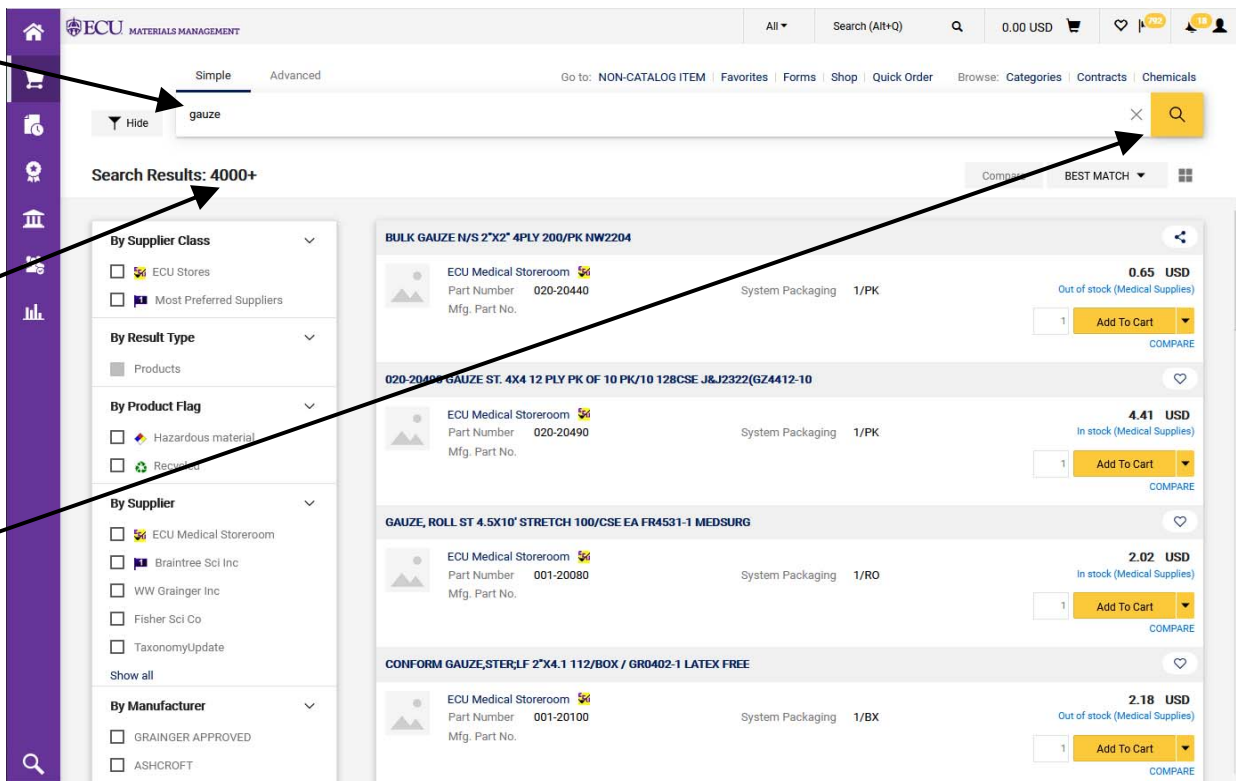 ECU MATERIALS MANAGEMENT
All
Search (Alt+Q)
0.00 USD
792
18
Simple
Advanced
Go to: NON-CATALOG ITEM | Favorites | Forms | Shop | Quick Order
Browse: Categories | Contracts | Chemicals
Hide
gauze
Search Results: 4000+
Compare
BEST MATCH
By Supplier Class
ECU Stores
Most Preferred Suppliers
By Result Type
Products
By Product Flag
Hazardous material
Recycled
By Supplier
ECU Medical Storeroom
Braintree Sci Inc
WW Grainger Inc
Fisher Sci Co
TaxonomyUpdate
Show all
By Manufacturer
GRAINGER APPROVED
ASHCROFT
BULK GAUZE N/S 2"X2" 4PLY 200/PK NW2204
ECU Medical Storeroom
Part Number 020-20440
Mfg. Part No.
System Packaging 1/PK
0.65 USD
Out of stock (Medical Supplies)
1
Add To Cart
COMPARE
020-20490 GAUZE ST. 4X4 12 PLY PK OF 10 PK/10 128CSE J&J2322(GZ4412-10
ECU Medical Storeroom
Part Number 020-20490
Mfg. Part No.
System Packaging 1/PK
4.41 USD
In stock (Medical Supplies)
1
Add To Cart
COMPARE
GAUZE, ROLL ST 4.5X10' STRETCH 100/CSE EA FR4531-1 MEDSURG
ECU Medical Storeroom
Part Number 001-20080
Mfg. Part No.
System Packaging 1/RO
2.02 USD
In stock (Medical Supplies)
1
Add To Cart
COMPARE
CONFORM GAUZE,STER;LF 2"X4.1 112/BOX / GR0402-1 LATEX FREE
ECU Medical Storeroom
Part Number 001-20100
Mfg. Part No.
System Packaging 1/BX
2.18 USD
Out of stock (Medical Supplies)
1
Add To Cart
COMPARE